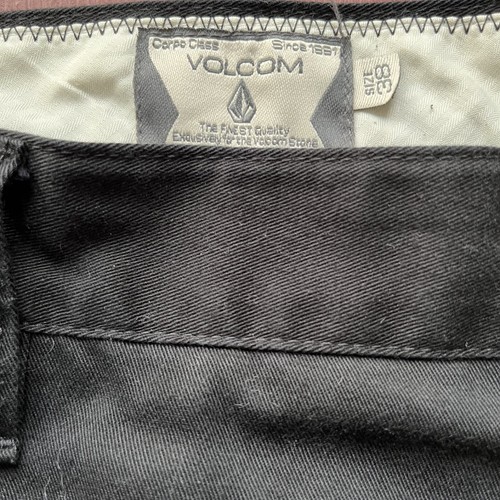 Corpo Class Since 1991
VOLCOM
The FINEST Quality
Exclusively for the Volcom Stone
SIZE
38